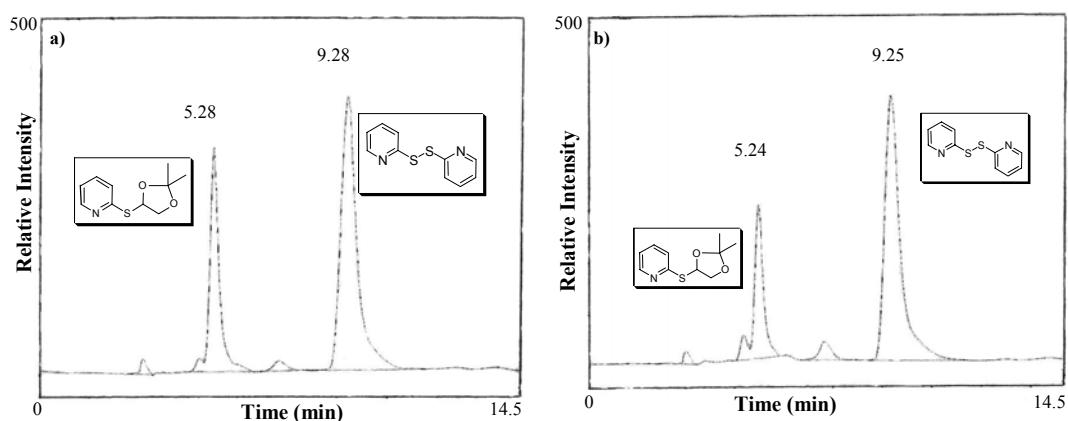 500
a)
9.28
5.28
N
S
S
N
O
O
N
S
Relative Intensity
0
Time (min)
14.5
500
b)
9.25
5.24
N
S
S
N
O
O
N
S
Relative Intensity
0
Time (min)
14.5